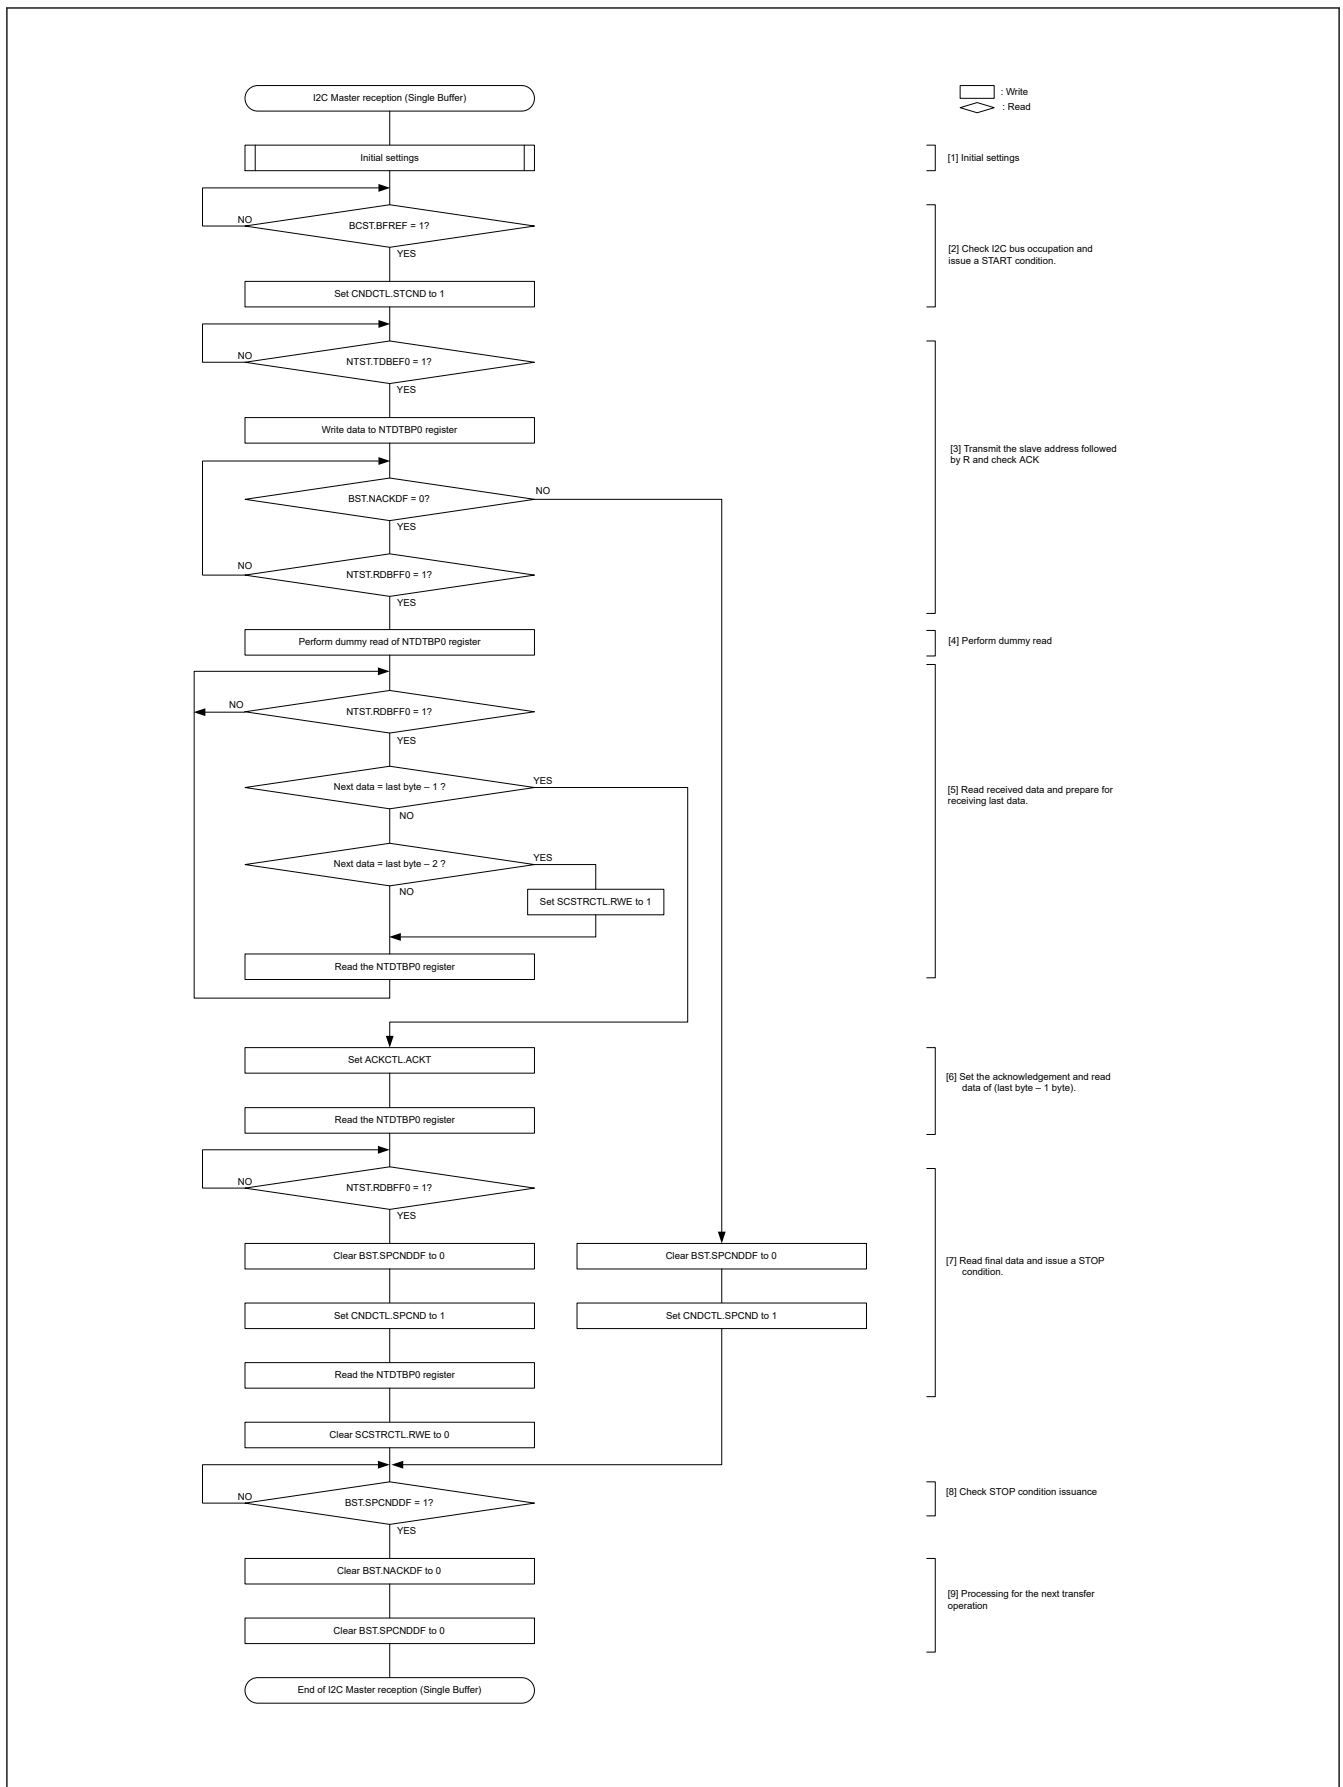 I2C Master reception (Single Buffer)
: Write
: Read
Initial settings
[1] Initial settings
NO
BCST.BFREF = 1?
YES
[2] Check I2C bus occupation and
issue a START condition.
Set CNDCTL.STCND to 1
NO
NTST.TDBEF0 = 1?
YES
Write data to NTDTBP0 register
[3] Transmit the slave address followed
by R and check ACK
BST.NACKDF = 0?
NO
YES
NO
NTST.RDBFF0 = 1?
YES
Perform dummy read of NTDTBP0 register
[4] Perform dummy read
NO
NTST.RDBFF0 = 1?
YES
Next data = last byte – 1 ?
YES
NO
[5] Read received data and prepare for
receiving last data.
Next data = last byte – 2 ?
YES
NO
Set SCSTRCTL.RWE to 1
Read the NTDTBP0 register
Set ACKCTL.ACKT
[6] Set the acknowledgement and read
data of (last byte – 1 byte).
Read the NTDTBP0 register
NO
NTST.RDBFF0 = 1?
YES
Clear BST.SPCNDDF to 0
Clear BST.SPCNDDF to 0
[7] Read final data and issue a STOP
condition.
Set CNDCTL.SPCND to 1
Set CNDCTL.SPCND to 1
Read the NTDTBP0 register
Clear SCSTRCTL.RWE to 0
NO
BST.SPCNDDF = 1?
YES
[8] Check STOP condition issuance
Clear BST.NACKDF to 0
[9] Processing for the next transfer
operation
Clear BST.SPCNDDF to 0
End of I2C Master reception (Single Buffer)